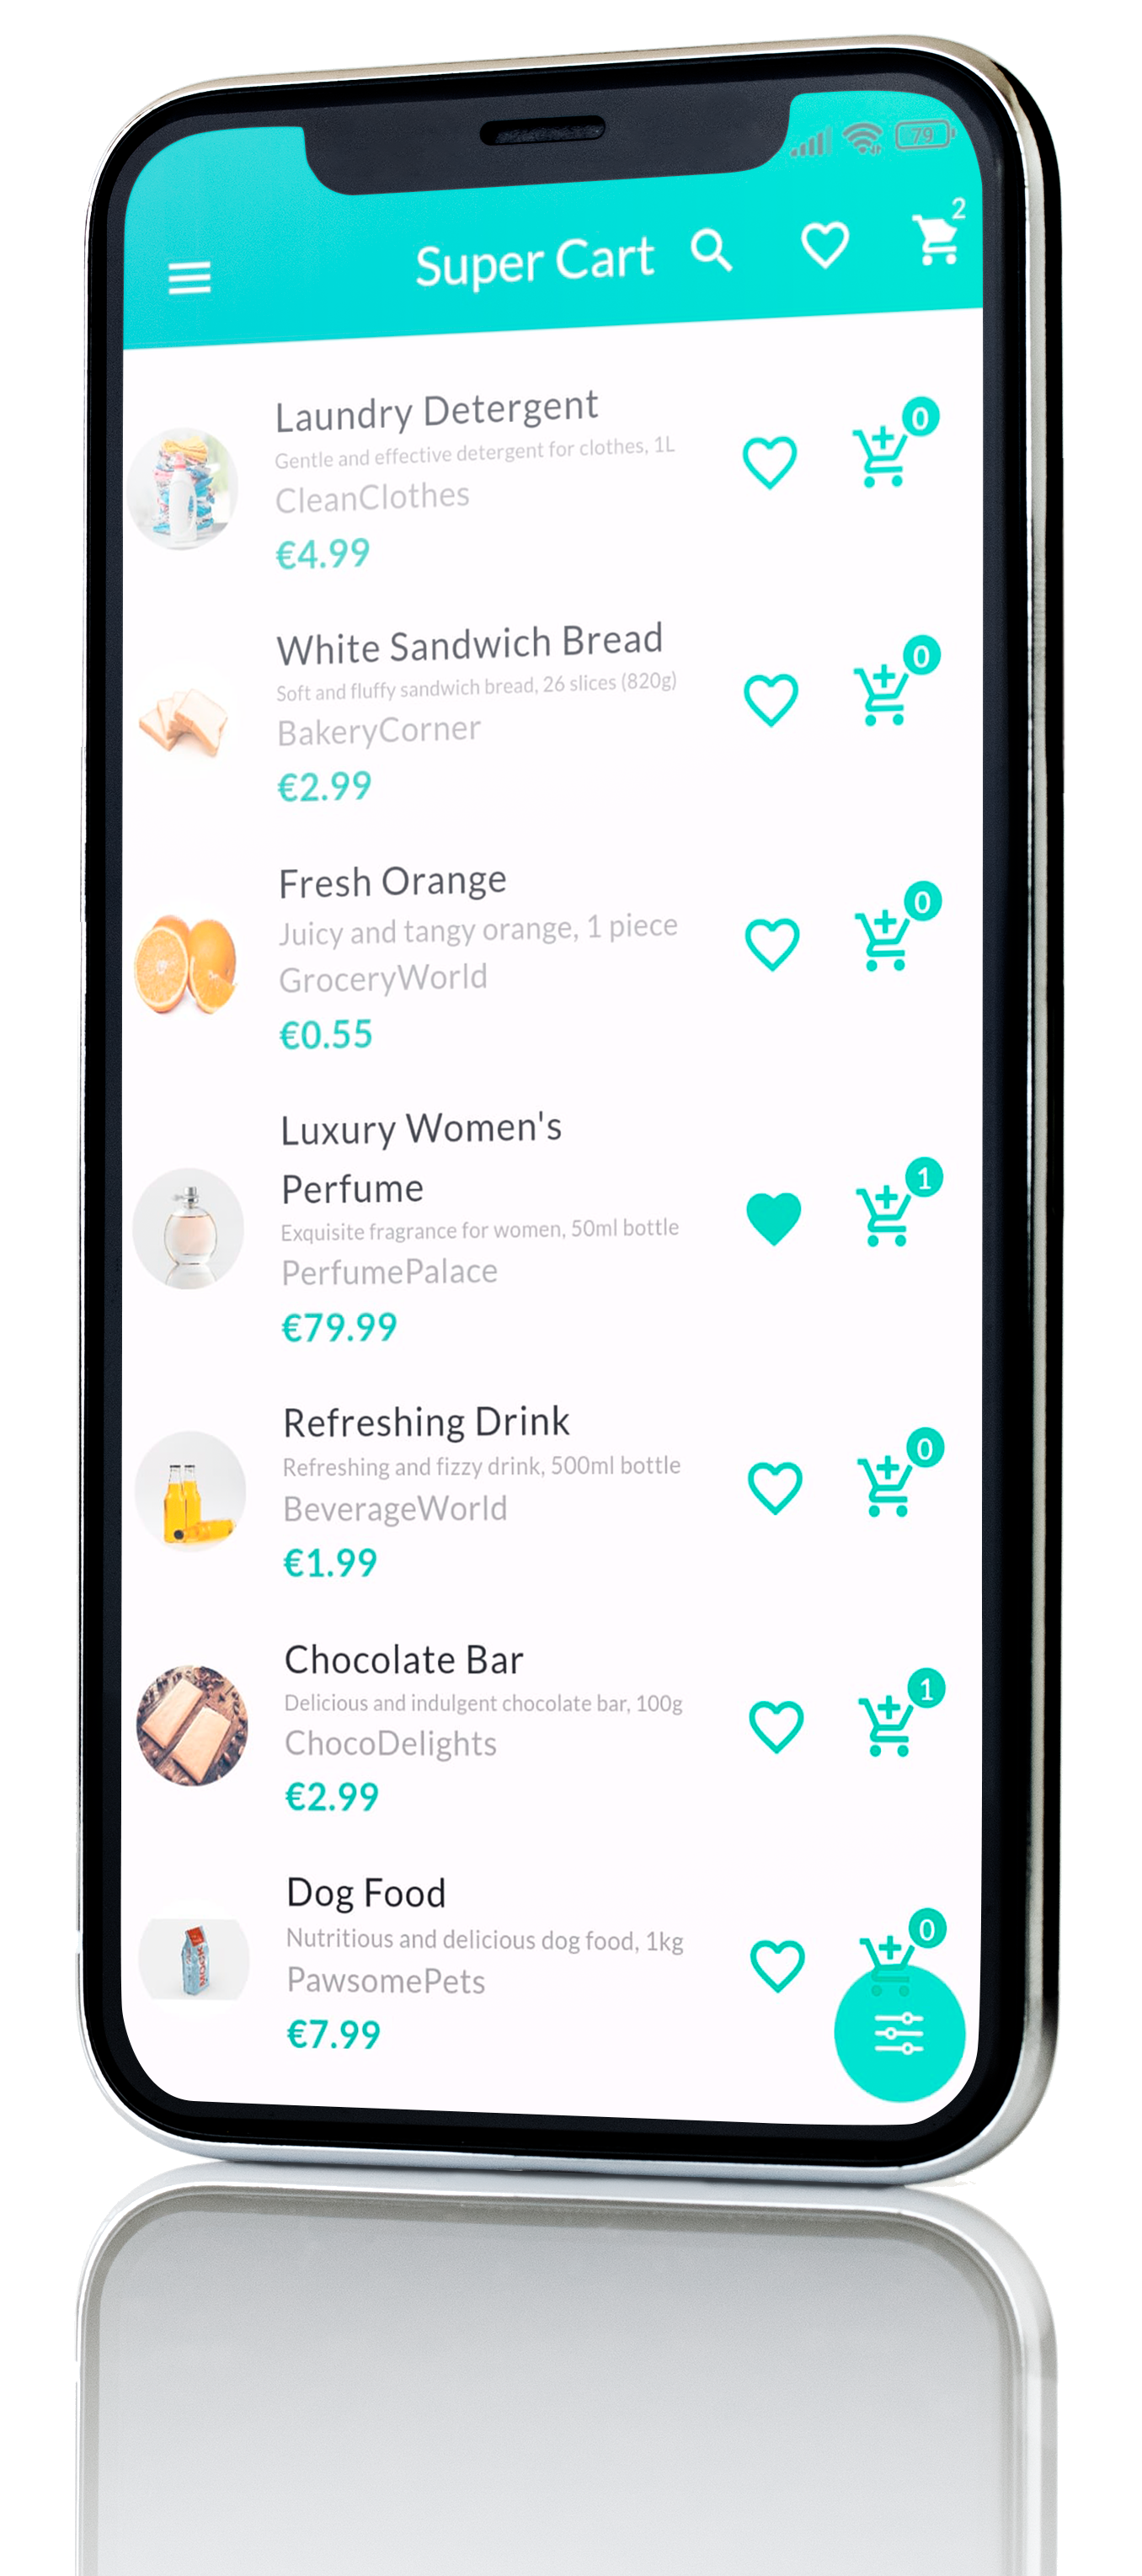 79
2
Super Cart
Laundry Detergent
0
Gentle and effective detergent for clothes, 1L
CleanClothes
€4.99
White Sandwich Bread
0
Soft and fluffy sandwich bread, 26 slices (820g)
BakeryCorner
€2.99
Fresh Orange
0
Juicy and tangy orange, 1 piece
GroceryWorld
€0.55
Luxury Women's
Perfume
1
Exquisite fragrance for women, 50ml bottle
PerfumePalace
€79.99
Refreshing Drink
0
Refreshing and fizzy drink, 500ml bottle
BeverageWorld
€1.99
Chocolate Bar
1
Delicious and indulgent chocolate bar, 100g
ChocoDelights
€2.99
Dog Food
0
Nutritious and delicious dog food, 1kg
MOCK
PawsomePets
€7.99